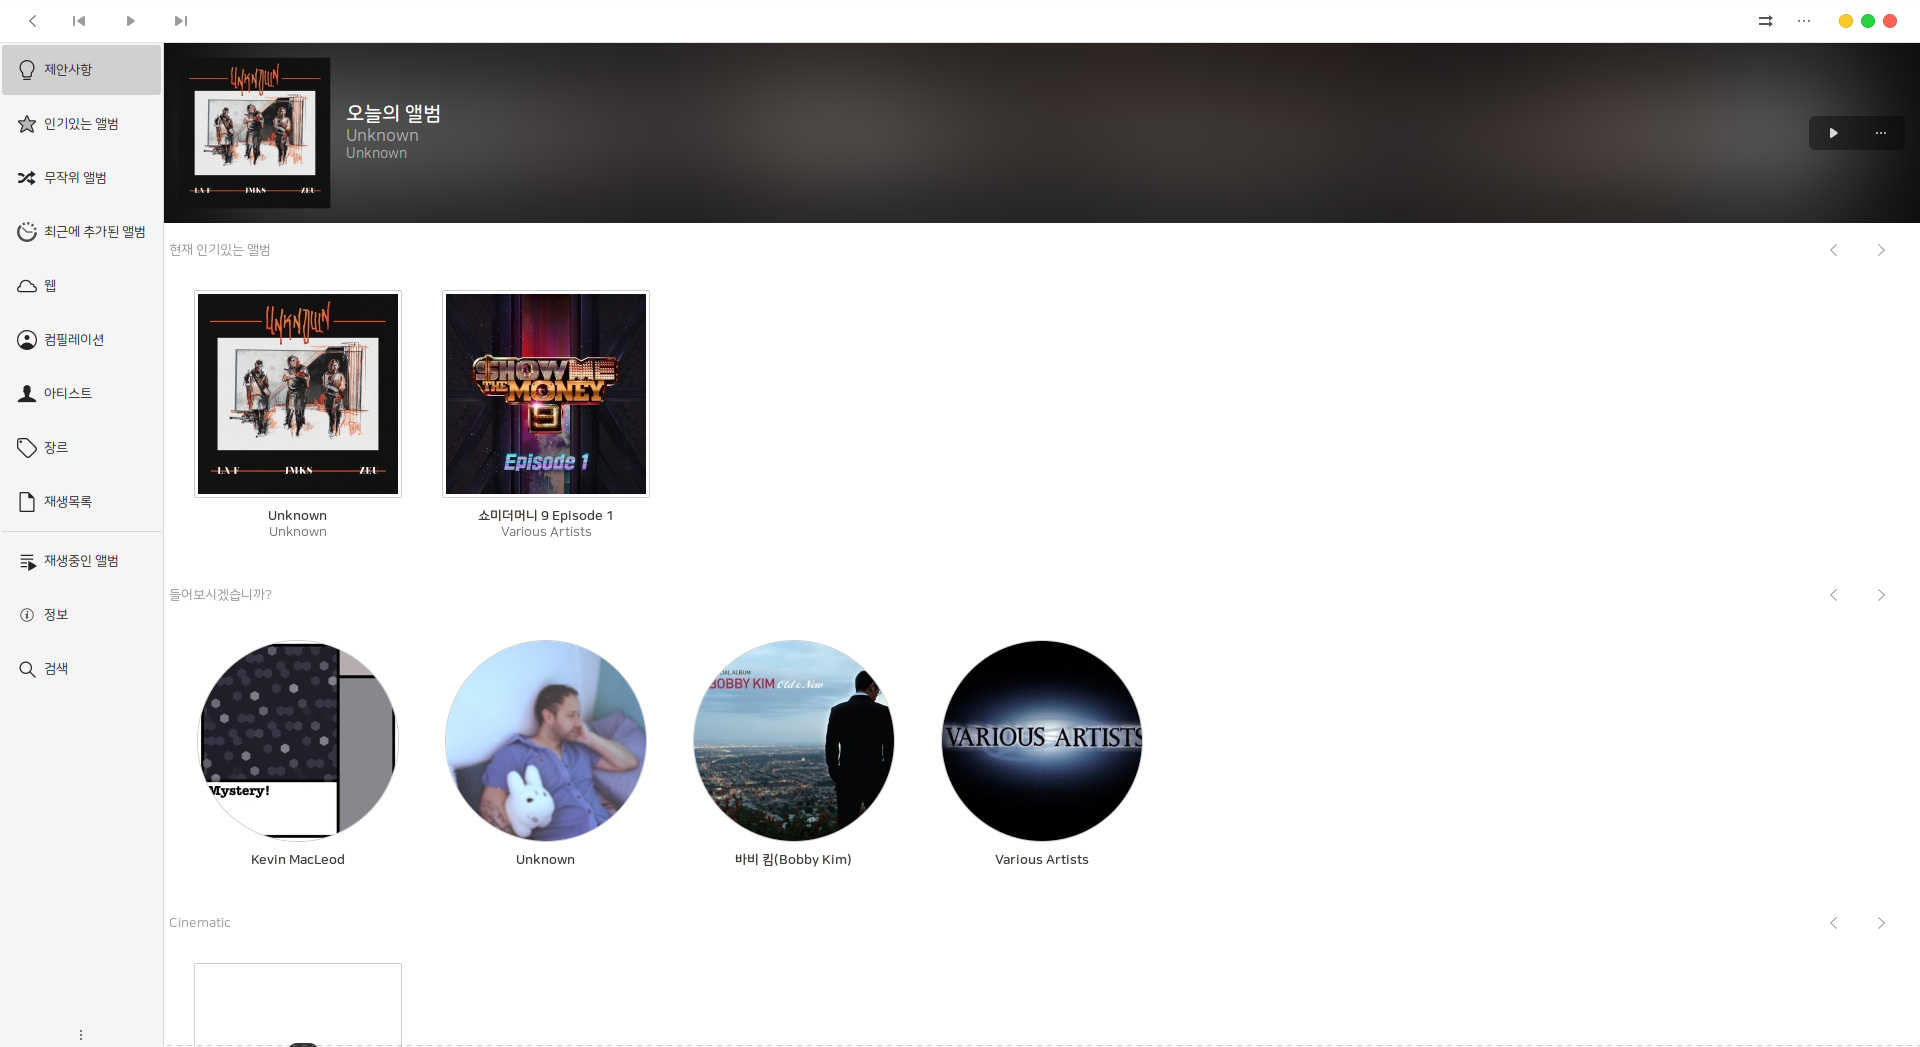 제안사항
인기있는 앨범
무작위 앨범
최근에 추가된 앨범
웹
컴필레이션
아티스트
장르
재생목록
재생중인 앨범
정보
검색
UNKNOWN
LA-F JMKS ZEU
오늘의 앨범
Unknown
Unknown
현재 인기있는 앨범
UNKNOWN
LA-F JMKS ZEU
Unknown
Unknown
SHOW ME
THE MONEY
9
Episode 1
쇼미더머니 9 Episode 1
Various Artists
들어보시겠습니까?
Mystery!
Kevin MacLeod
Unknown
CIAL ALBUM
BOBBY KIM Old & New
바비 킴(Bobby Kim)
VARIOUS ARTISTS
Various Artists
Cinematic